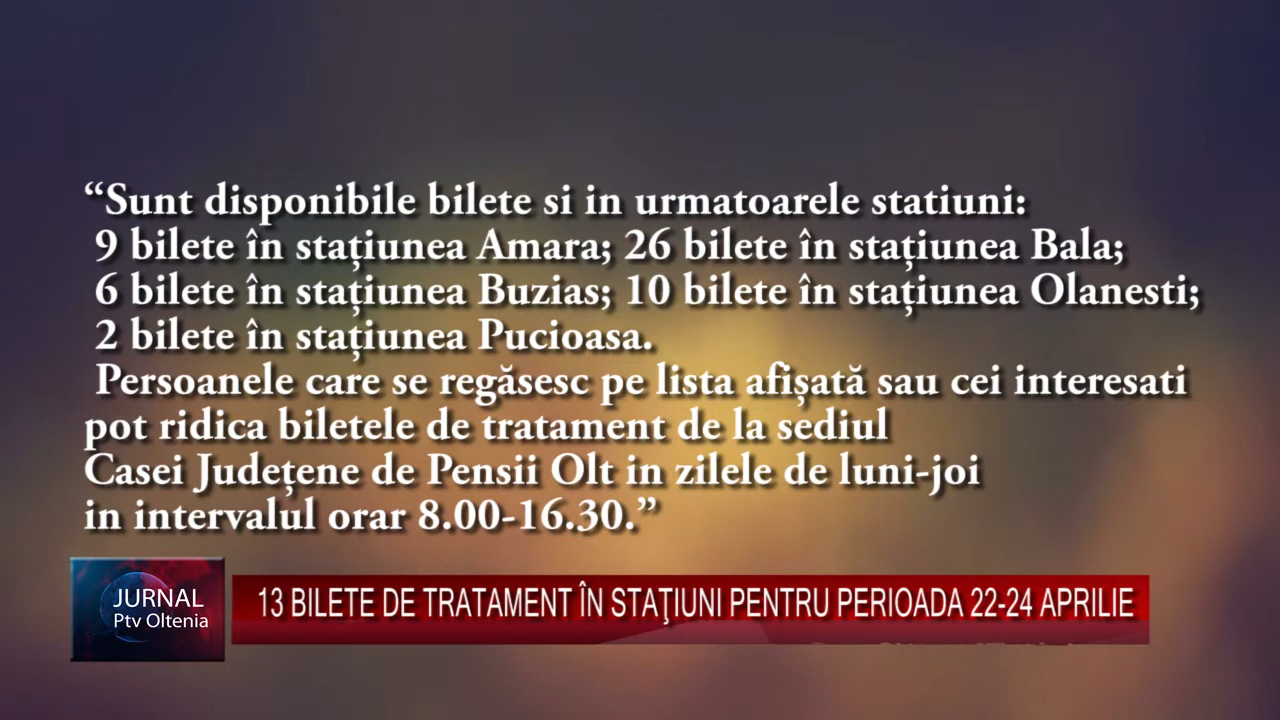 “Sunt disponibile bilete si in urmatoarele statiuni:
9 bilete în stațiunea Amara; 26 bilete în stațiunea Bala;
6 bilete în stațiunea Buzias; 10 bilete în stațiunea Olanesti;
2 bilete în stațiunea Pucioasa.
Persoanele care se regăsesc pe lista afișată sau cei interesati
pot ridica biletele de tratament de la sediul
Casei Județene de Pensii Olt in zilele de luni-joi
in intervalul orar 8.00-16.30.”
JURNAL
Ptv Oltenia
13 BILETE DE TRATAMENT ÎN STAŢIUNI PENTRU PERIOADA 22-24 APRILIE